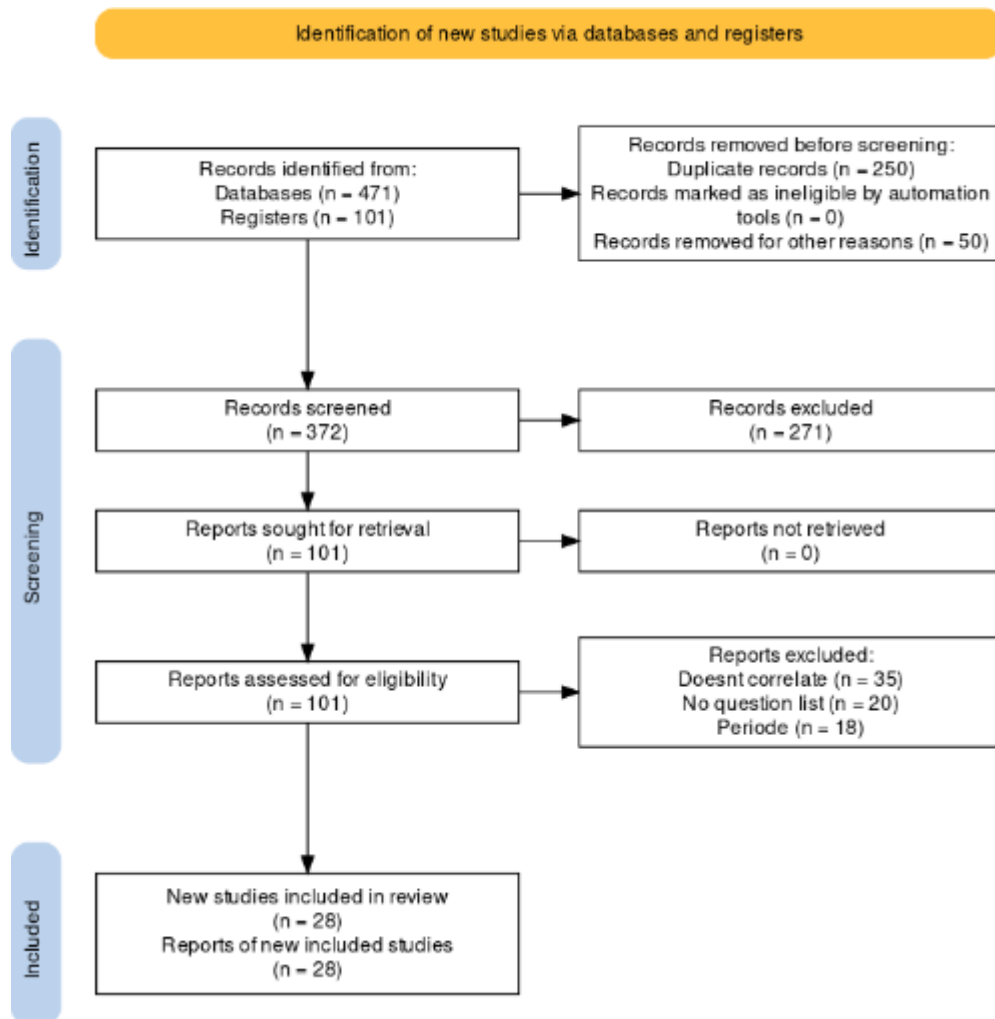 Identification of new studies via databases and registers
Identification
Records identified from:
Databases (n = 471)
Registers (n = 101)
Records removed before screening:
Duplicate records (n = 250)
Records marked as ineligible by automation
tools (n = 0)
Records removed for other reasons (n = 50)
Screening
Records screened
(n = 372)
Records excluded
(n = 271)
Reports sought for retrieval
(n = 101)
Reports not retrieved
(n = 0)
Reports assessed for eligibility
(n = 101)
Reports excluded:
Doesnt correlate (n = 35)
No question list (n = 20)
Periode (n = 18)
Included
New studies included in review
(n = 28)
Reports of new included studies
(n = 28)